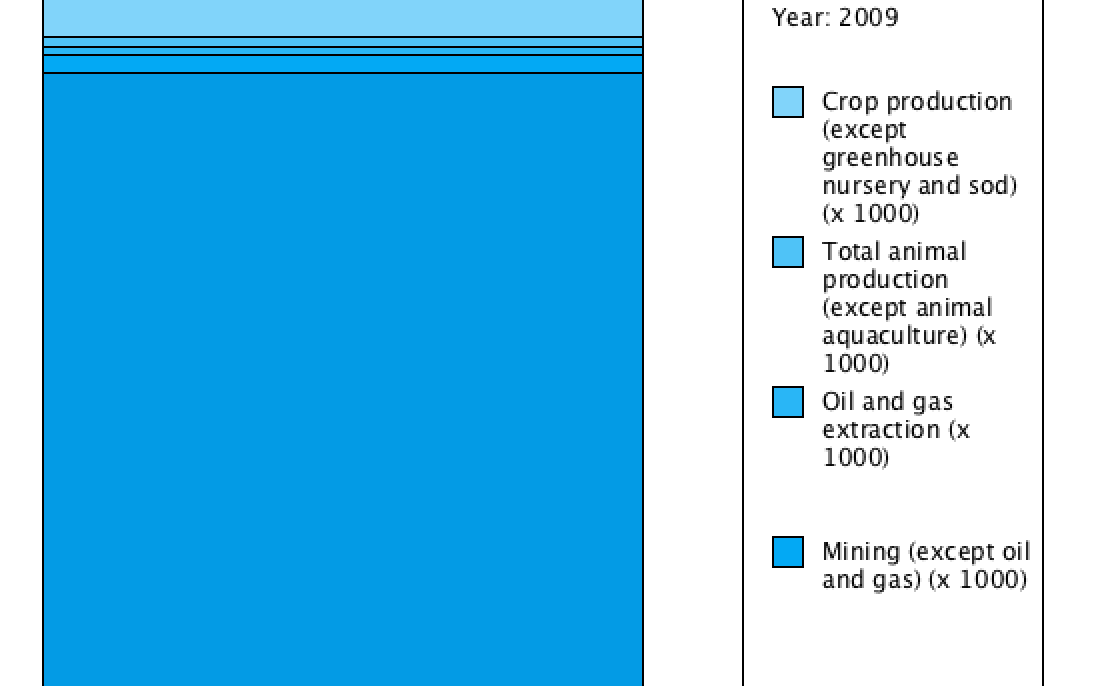 Year: 2009
Crop production
(except
greenhouse
nursery and sod)
(x 1000)
Total animal
production
(except animal
aquaculture) (x
1000)
Oil and gas
extraction (x
1000)
Mining (except oil
and gas) (x 1000)